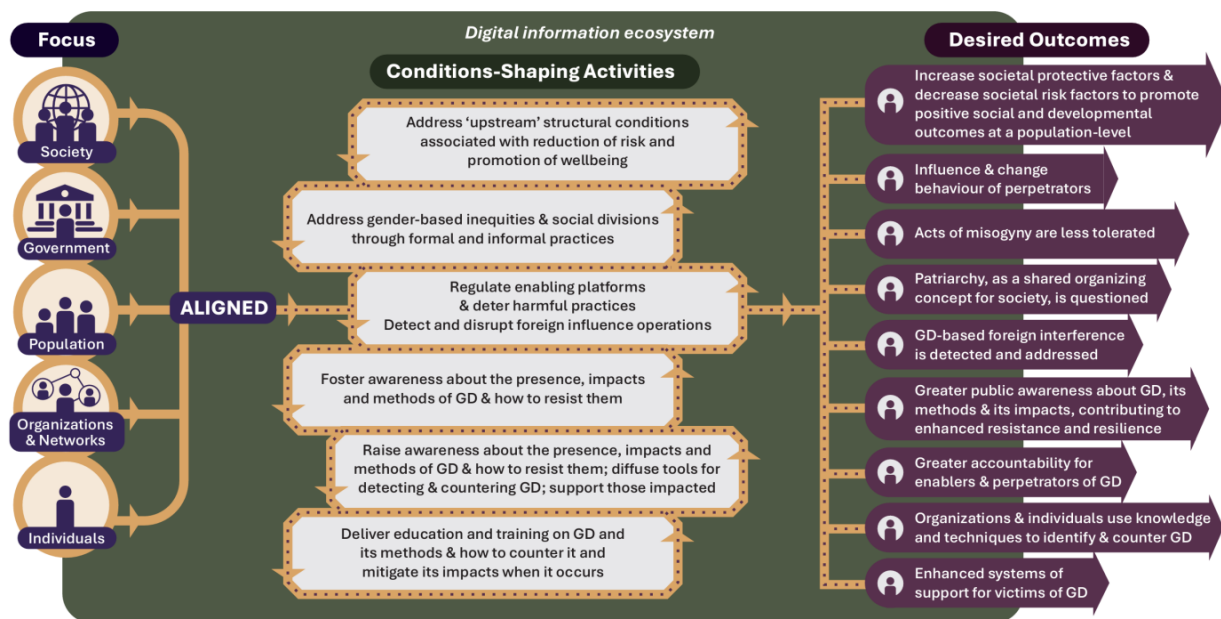 Digital information ecosystem
Focus
Society
Government
Population
Organizations
& Networks
Individuals
ALIGNED
Conditions-Shaping Activities
Address ‘upstream’ structural conditions
associated with reduction of risk and
promotion of wellbeing
Address gender-based inequities & social divisions
through formal and informal practices
Regulate enabling platforms
& deter harmful practices
Detect and disrupt foreign influence operations
Foster awareness about the presence, impacts
and methods of GD & how to resist them
Raise awareness about the presence, impacts and
methods of GD & how to resist them; diffuse tools for
detecting & countering GD; support those impacted
Deliver education and training on GD and
its methods & how to counter it and
mitigate its impacts when it occurs
Desired Outcomes
Increase societal protective factors &
decrease societal risk factors to promote
positive social and developmental
outcomes at a population-level
Influence & change
behaviour of perpetrators
Acts of misogyny are less tolerated
Patriarchy, as a shared organizing
concept for society, is questioned
GD-based foreign interference
is detected and addressed
Greater public awareness about GD, its
methods & its impacts, contributing to
enhanced resistance and resilience
Greater accountability for
enablers & perpetrators of GD
Organizations & individuals use knowledge
and techniques to identify & counter GD
Enhanced systems of
support for victims of GD